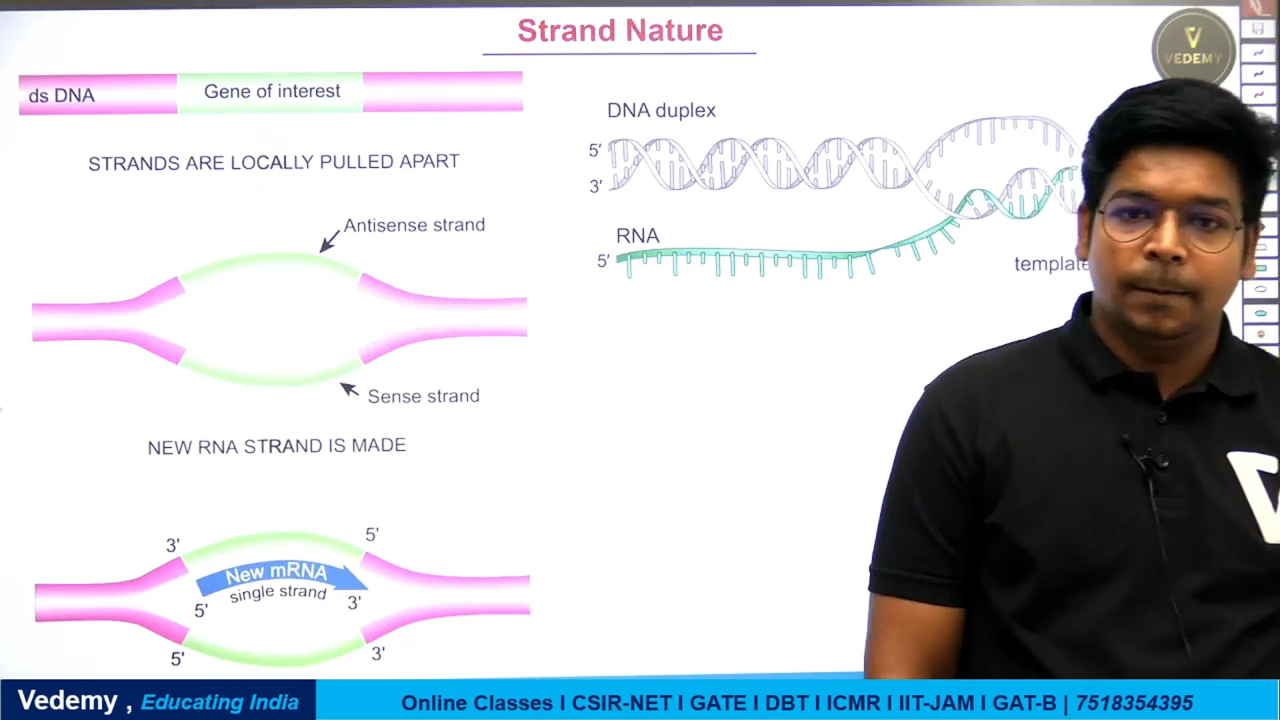 Strand Nature
VEDEMY
ds DNA
Gene of interest
STRANDS ARE LOCALLY PULLED APART
Antisense strand
Sense strand
NEW RNA STRAND IS MADE
3'
5'
New mRNA
single strand
5'
3'
5'
3'
DNA duplex
5'
3'
RNA
5'
template
Vedemy , Educating India
Online Classes I CSIR-NET I GATE I DBT I ICMR I IIT-JAM I GAT-B | 7518354395